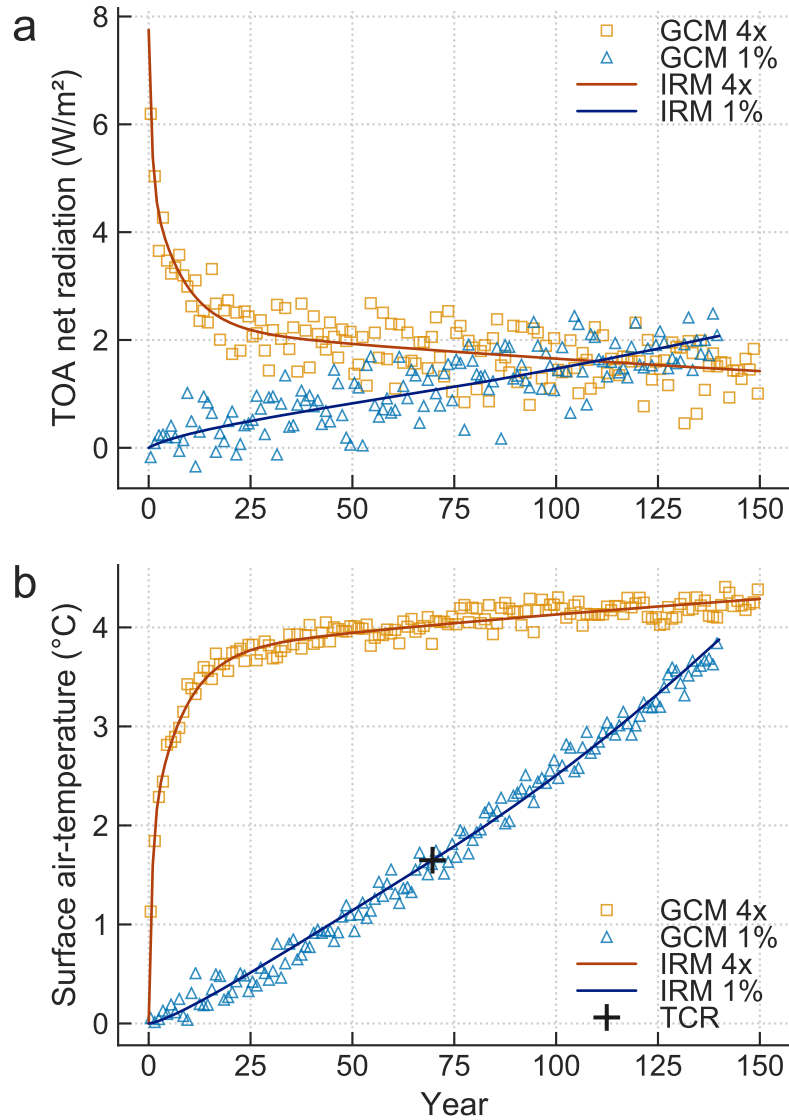 a
TOA net radiation (W/m²)
8
6
4
2
0
GCM 4x
GCM 1%
IRM 4x
IRM 1%
0 25 50 75 100 125 150
b
Surface air-temperature (°C)
4
3
2
1
0
GCM 4x
GCM 1%
IRM 4x
IRM 1%
TCR
0 25 50 75 100 125 150
Year